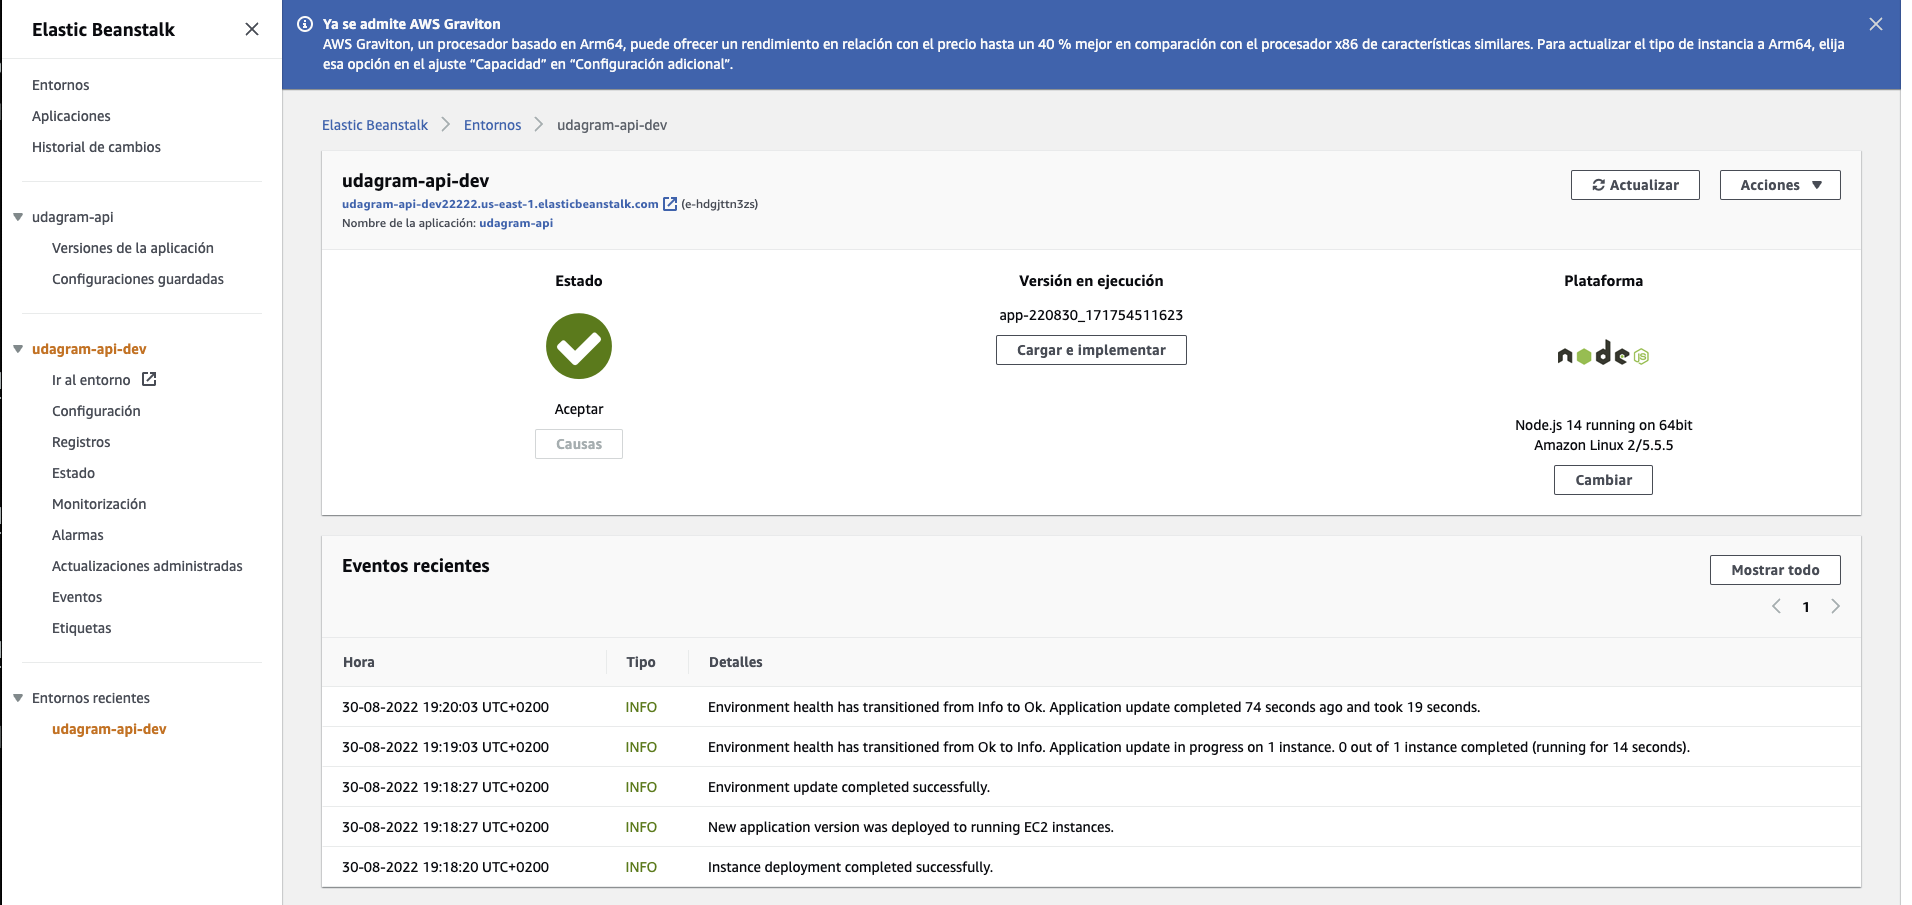 Elastic Beanstalk
Entornos
Aplicaciones
Historial de cambios
udagram-api
Versiones de la aplicación
Configuraciones guardadas
udagram-api-dev
Ir al entorno
Configuración
Registros
Estado
Monitorización
Alarmas
Actualizaciones administradas
Eventos
Etiquetas
Entornos recientes
udagram-api-dev
Ya se admite AWS Graviton
AWS Graviton, un procesador basado en Arm64, puede ofrecer un rendimiento en relación con el precio hasta un 40 % mejor en comparación con el procesador x86 de características similares. Para actualizar el tipo de instancia a Arm64, elija
esa opción en el ajuste “Capacidad” en “Configuración adicional”.
Elastic Beanstalk > Entornos > udagram-api-dev
udagram-api-dev
udagram-api-dev22222.us-east-1.elasticbeanstalk.com (e-hdgjttn3zs)
Nombre de la aplicación: udagram-api
Actualizar
Acciones
Estado
Aceptar
Causas
Versión en ejecución
app-220830_171754511623
Cargar e implementar
Plataforma
node JS
Node.js 14 running on 64bit
Amazon Linux 2/5.5.5
Cambiar
Eventos recientes
Mostrar todo
1
Hora Tipo Detalles
30-08-2022 19:20:03 UTC+0200 INFO Environment health has transitioned from Info to Ok. Application update completed 74 seconds ago and took 19 seconds.
30-08-2022 19:19:03 UTC+0200 INFO Environment health has transitioned from Ok to Info. Application update in progress on 1 instance. 0 out of 1 instance completed (running for 14 seconds).
30-08-2022 19:18:27 UTC+0200 INFO Environment update completed successfully.
30-08-2022 19:18:27 UTC+0200 INFO New application version was deployed to running EC2 instances.
30-08-2022 19:18:20 UTC+0200 INFO Instance deployment completed successfully.